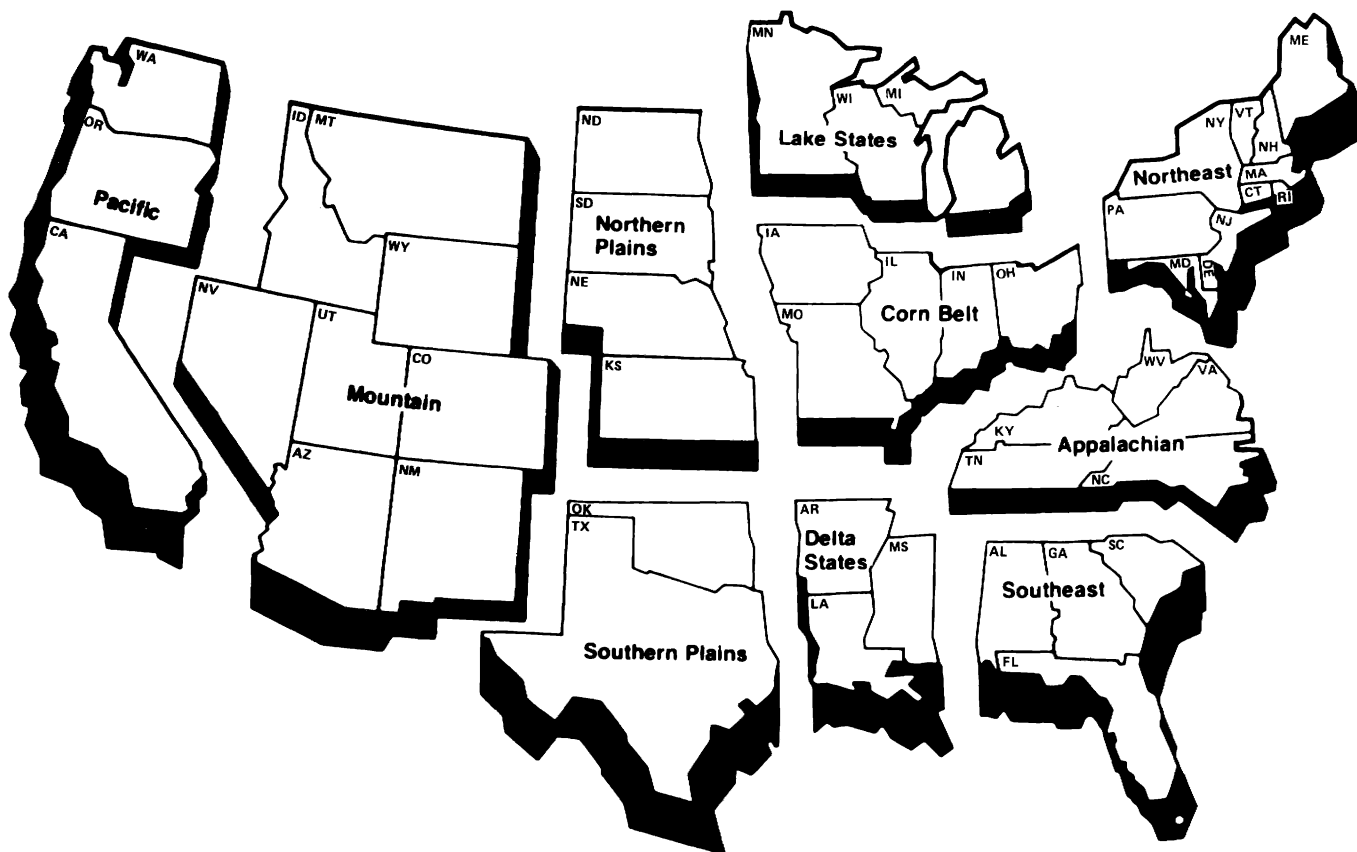 WA
OR
Pacific
CA
ID
MT
WY
NV
UT
CO
Mountain
AZ
NM
ND
SD
Northern
Plains
NE
KS
OK
TX
Southern Plains
MN
WI
MI
Lake States
IA
IL
IN
OH
MO
Corn Belt
AR
Delta
States
MS
LA
ME
NY
VT
NH
Northeast
MA
CT
RI
PA
NJ
MD
DE
WV
VA
KY
Appalachian
TN
NC
AL
GA
SC
Southeast
FL